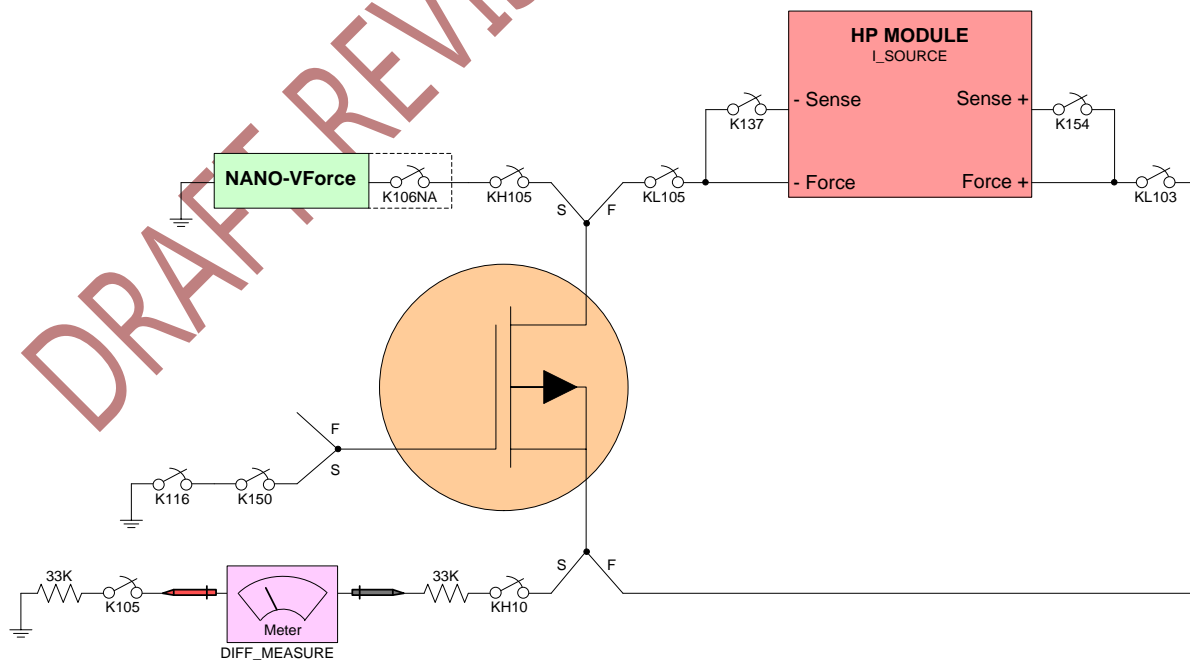 DRAFT REVIS
HP MODULE
I_SOURCE
- Sense
Sense +
K137
K154
- Force
Force +
KL105
KL103
NANO-VForce
K106NA
KH105
S
F
F
S
K116
K150
S
F
33K
K105
33K
KH10
Meter
DIFF_MEASURE